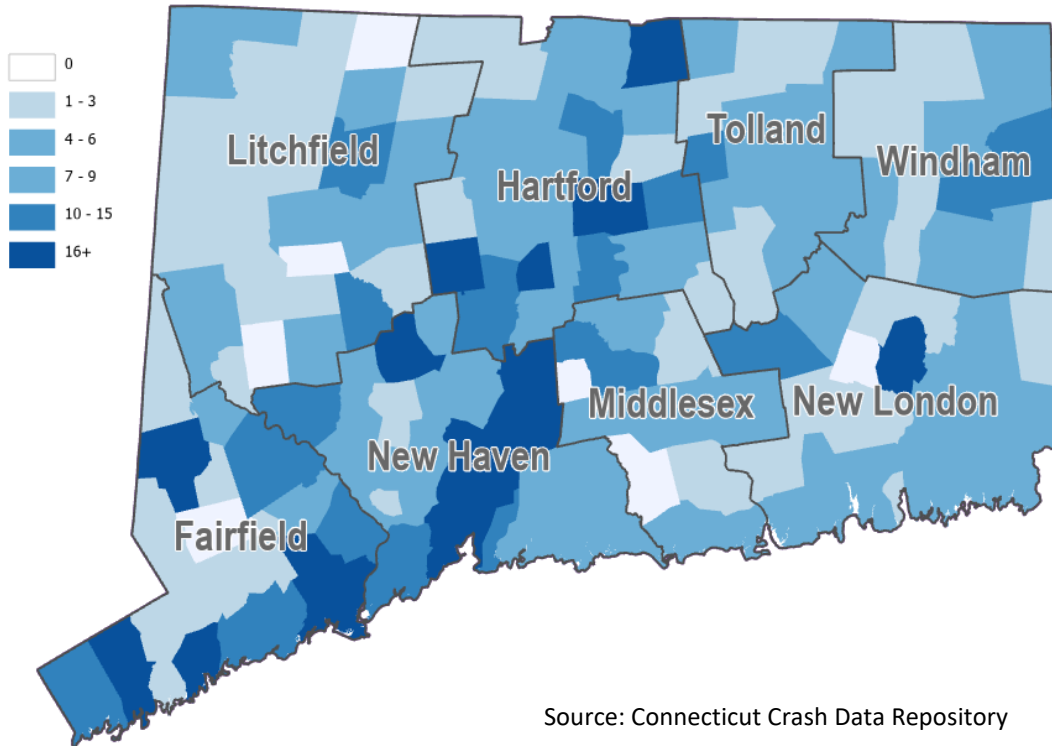 0
1 - 3
4 - 6
7 - 9
10 - 15
16+
Litchfield
Hartford
Tolland
Windham
Fairfield
New Haven
Middlesex
New London
Source: Connecticut Crash Data Repository